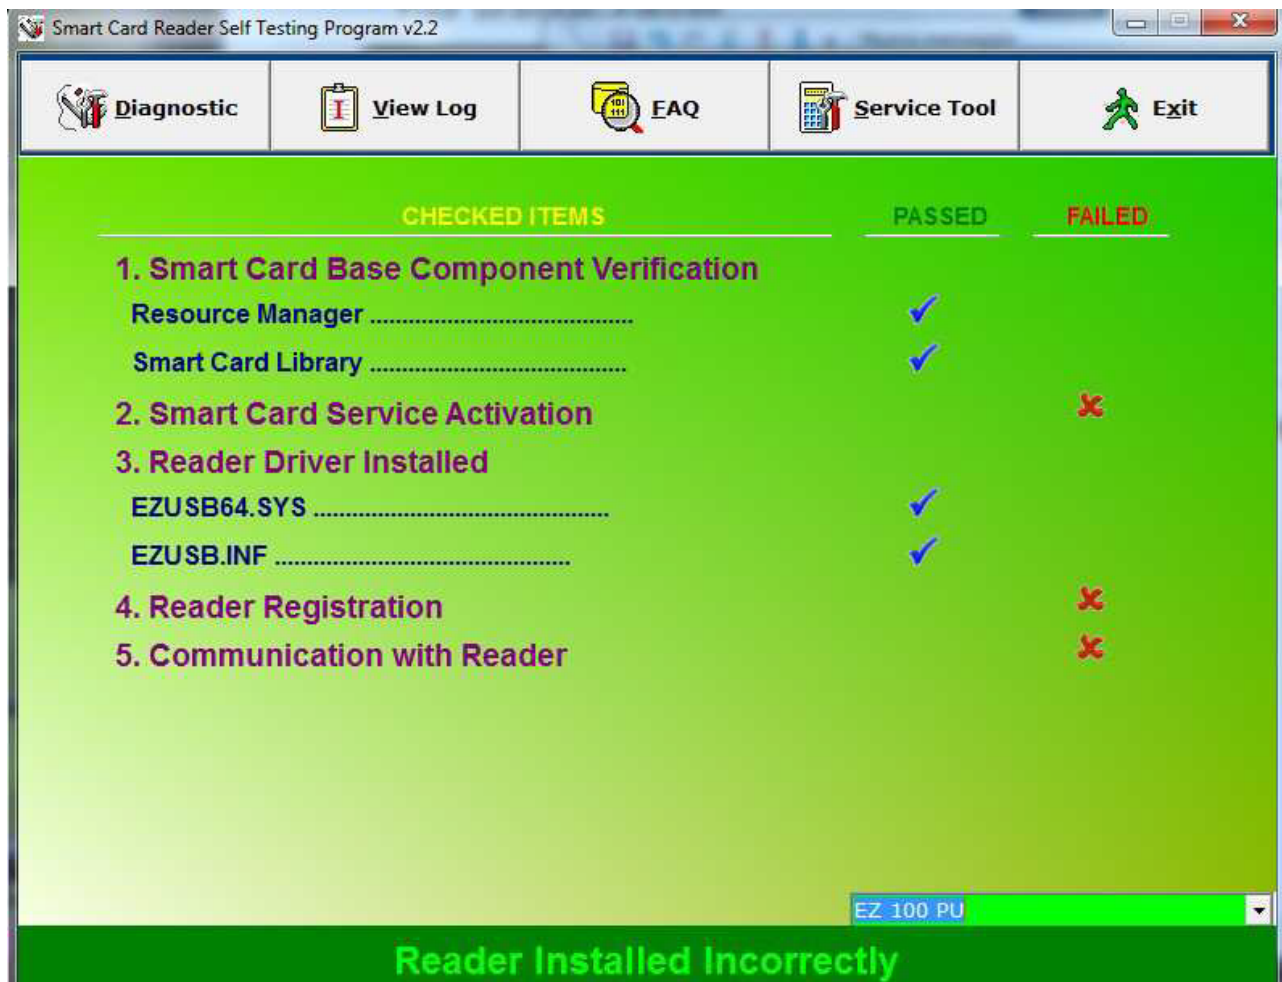 Smart Card Reader Self Testing Program v2.2
Diagnostic View Log FAQ Service Tool Exit
CHECKED ITEMS PASSED FAILED
1. Smart Card Base Component Verification
Resource Manager .........................................
Smart Card Library ........................................
2. Smart Card Service Activation
3. Reader Driver Installed
EZUSB64.SYS ..............................................
EZUSB.INF ..............................................
4. Reader Registration
5. Communication with Reader
EZ 100 PU
Reader Installed Incorrectly